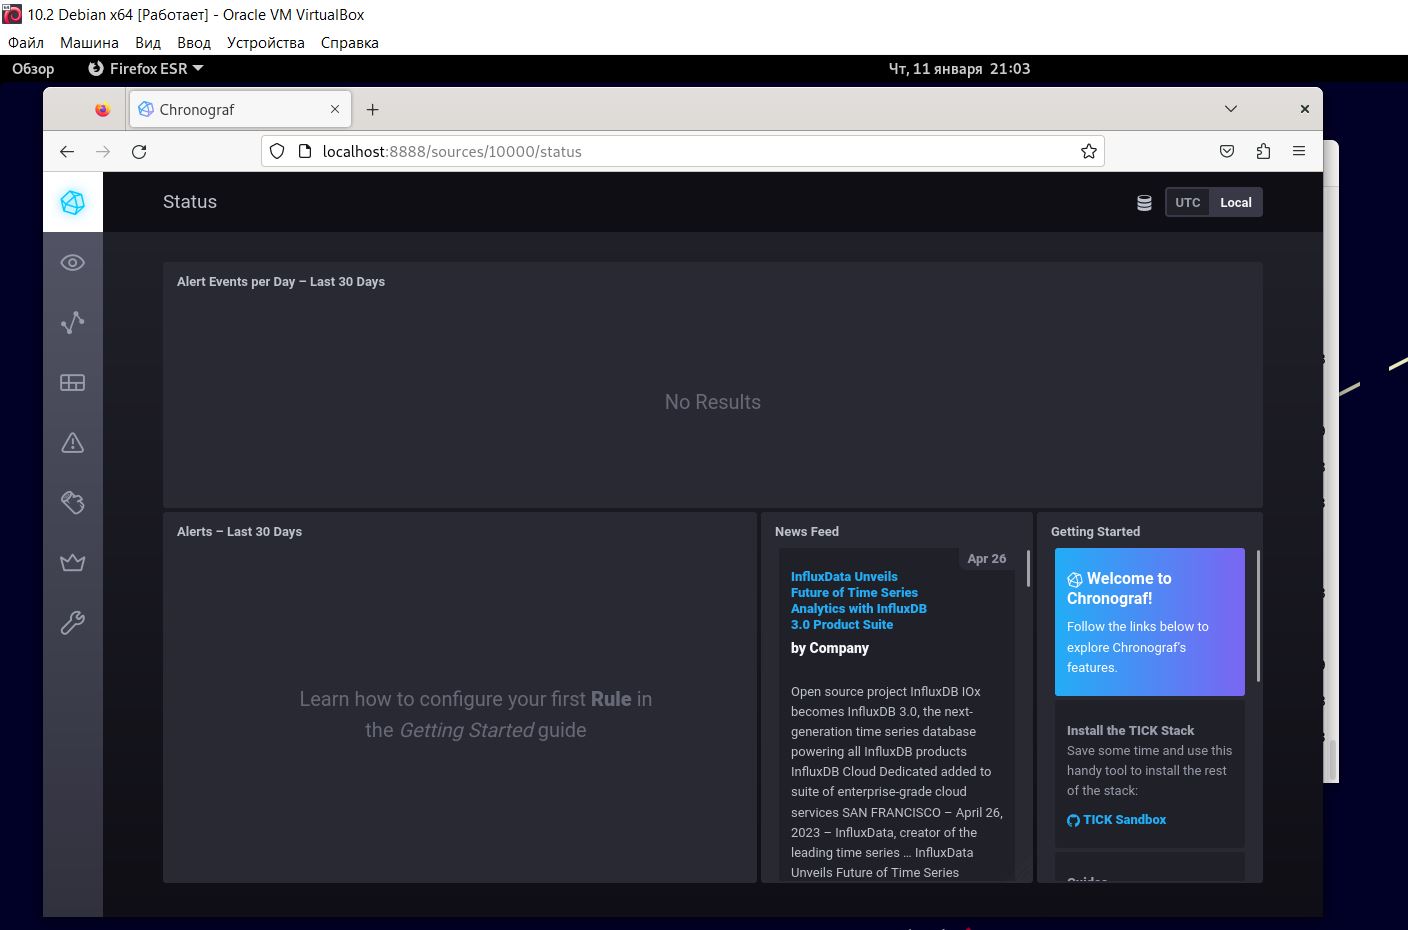 10.2 Debian x64 [Работает] - Oracle VM VirtualBox
Файл Машина Вид Ввод Устройства Справка
Обзор Firefox ESR Чт, 11 января 21:03
Chronograf
localhost:8888/sources/10000/status
Status
UTC Local
Alert Events per Day – Last 30 Days
No Results
Alerts – Last 30 Days
Learn how to configure your first Rule in
the Getting Started guide
News Feed
Apr 26
InfluxData Unveils
Future of Time Series
Analytics with InfluxDB
3.0 Product Suite
by Company
Open source project InfluxDB IOx
becomes InfluxDB 3.0, the next-
generation time series database
powering all InfluxDB products
InfluxDB Cloud Dedicated added to
suite of enterprise-grade cloud
services SAN FRANCISCO – April 26,
2023 – InfluxData, creator of the
leading time series ... InfluxData
Unveils Future of Time Series
Getting Started
Welcome to
Chronograf!
Follow the links below to
explore Chronograf's
features.
Install the TICK Stack
Save some time and use this
handy tool to install the rest
of the stack:
TICK Sandbox